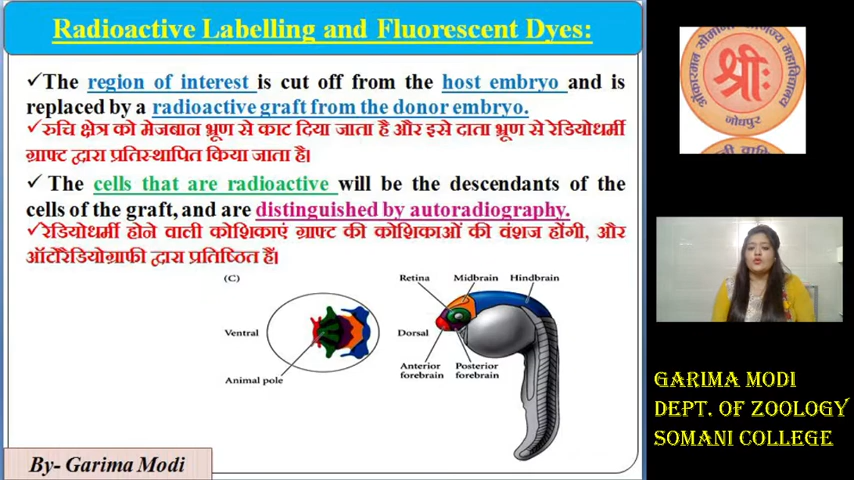 Radioactive Labelling and Fluorescent Dyes:
✓The region of interest is cut off from the host embryo and is
replaced by a radioactive graft from the donor embryo.
✓रुचि क्षेत्र को मेजबान भ्रूण से काट दिया जाता है और इसे दाता भ्रूण से रेडियोधर्मी
ग्राफ्ट द्वारा प्रतिस्थापित किया जाता है।
✓ The cells that are radioactive will be the descendants of the
cells of the graft, and are distinguished by autoradiography.
✓रेडियोधर्मी होने वाली कोशिकाएं ग्राफ्ट की कोशिकाओं की वंशज होंगी, और
ऑटोरैडियोग्राफी द्वारा प्रतिष्ठित हैं।
(C)
Retina Midbrain Hindbrain
Ventral
Dorsal
Animal pole
Anterior
forebrain
Posterior
forebrain
By- Garima Modi
श्रीः
जोधपुर
GARIMA MODI
DEPT. OF ZOOLOGY
SOMANI COLLEGE